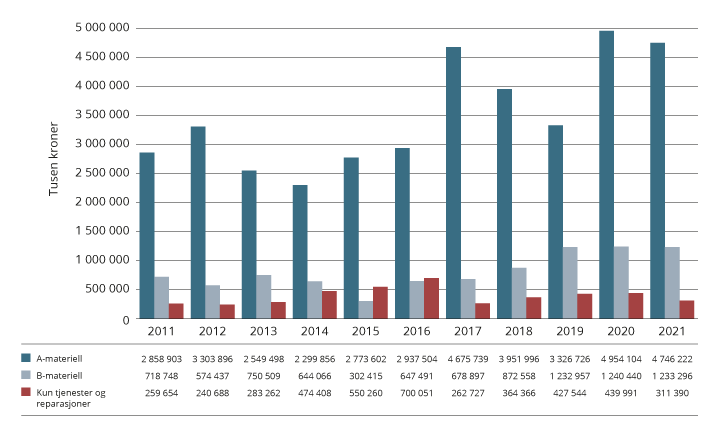 5 000 000
4 500 000
4 000 000
3 500 000
3 000 000
2 500 000
2 000 000
1 500 000
1 000 000
500 000
0
Tusen kroner
2011 2012 2013 2014 2015 2016 2017 2018 2019 2020 2021
A-materiell 2 858 903 3 303 896 2 549 498 2 299 856 2 773 602 2 937 504 4 675 739 3 951 996 3 326 726 4 954 104 4 746 222
B-materiell 718 748 574 437 750 509 644 066 302 415 647 491 678 897 872 558 1 232 957 1 240 440 1 233 296
Kun tjenester og 259 654 240 688 283 262 474 408 550 260 700 051 262 727 364 366 427 544 439 991 311 390
reparasjoner